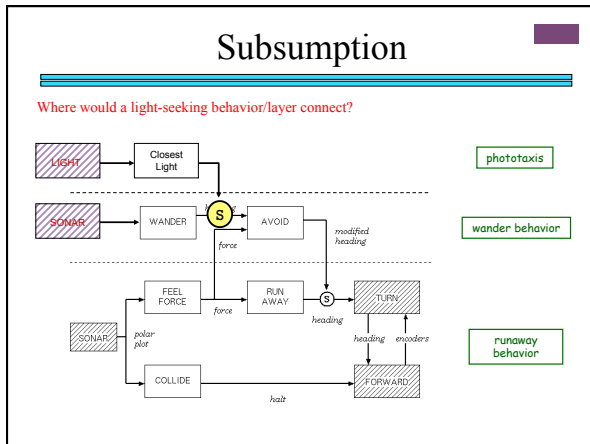 Subsumption
Where would a light-seeking behavior/layer connect?
LIGHT
Closest
Light
phototaxis
SONAR
WANDER
S
AVOID
wander behavior
force
modified
heading
FEEL
FORCE
RUN
AWAY
S
TURN
force
heading
SONAR
polar
plot
heading
encoders
runaway
behavior
COLLIDE
FORWARD
halt